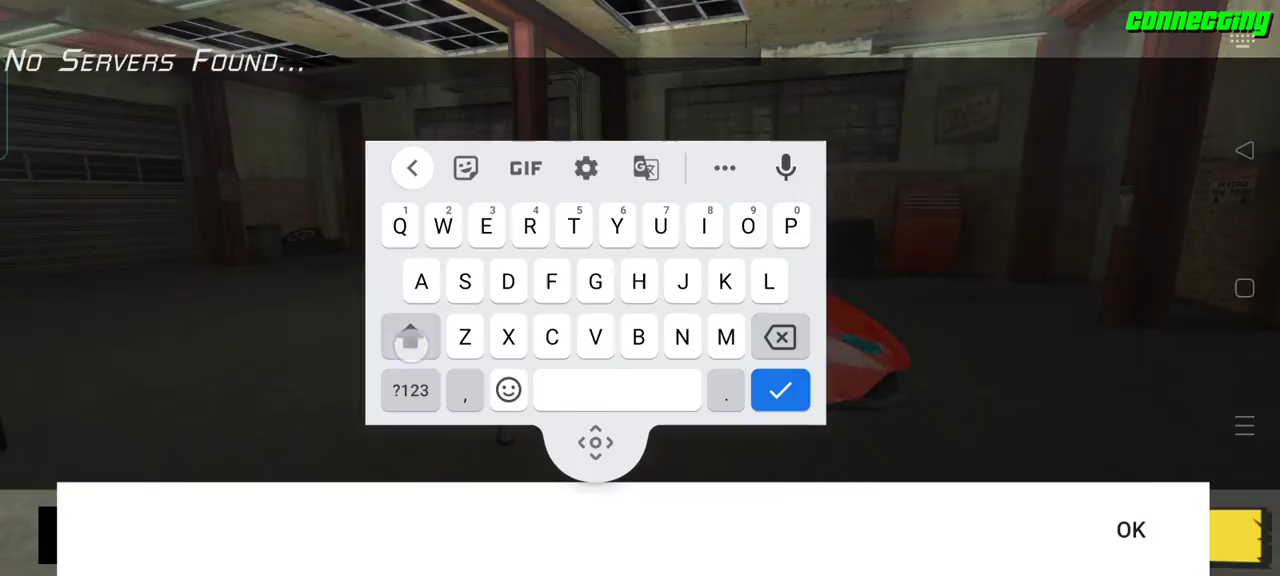 CONNECTING
NO SERVERS FOUND...
GIF
1 2 3 4 5 6 7 8 9 0
Q W E R T Y U I O P
A S D F G H J K L
Z X C V B N M
?123 , .
OK